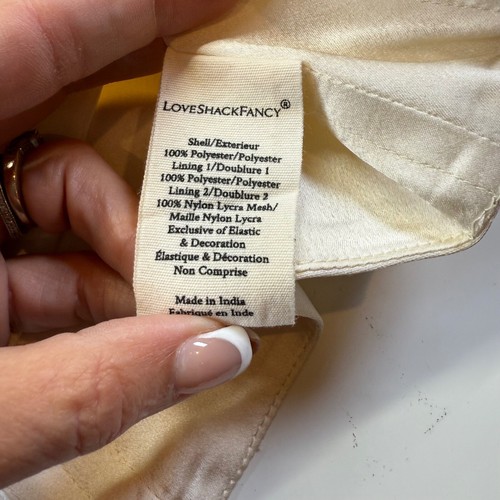 LOVESHACKFANCY®
Shell/Exterieur
100% Polyester/Polyester
Lining 1/Doublure 1
100% Polyester/Polyester
Lining 2/Doublure 2
100% Nylon Lycra Mesh/
Maille Nylon Lycra
Exclusive of Elastic
& Decoration
Élastique & Décoration
Non Comprise
Made in India
Fabriqué en Inde